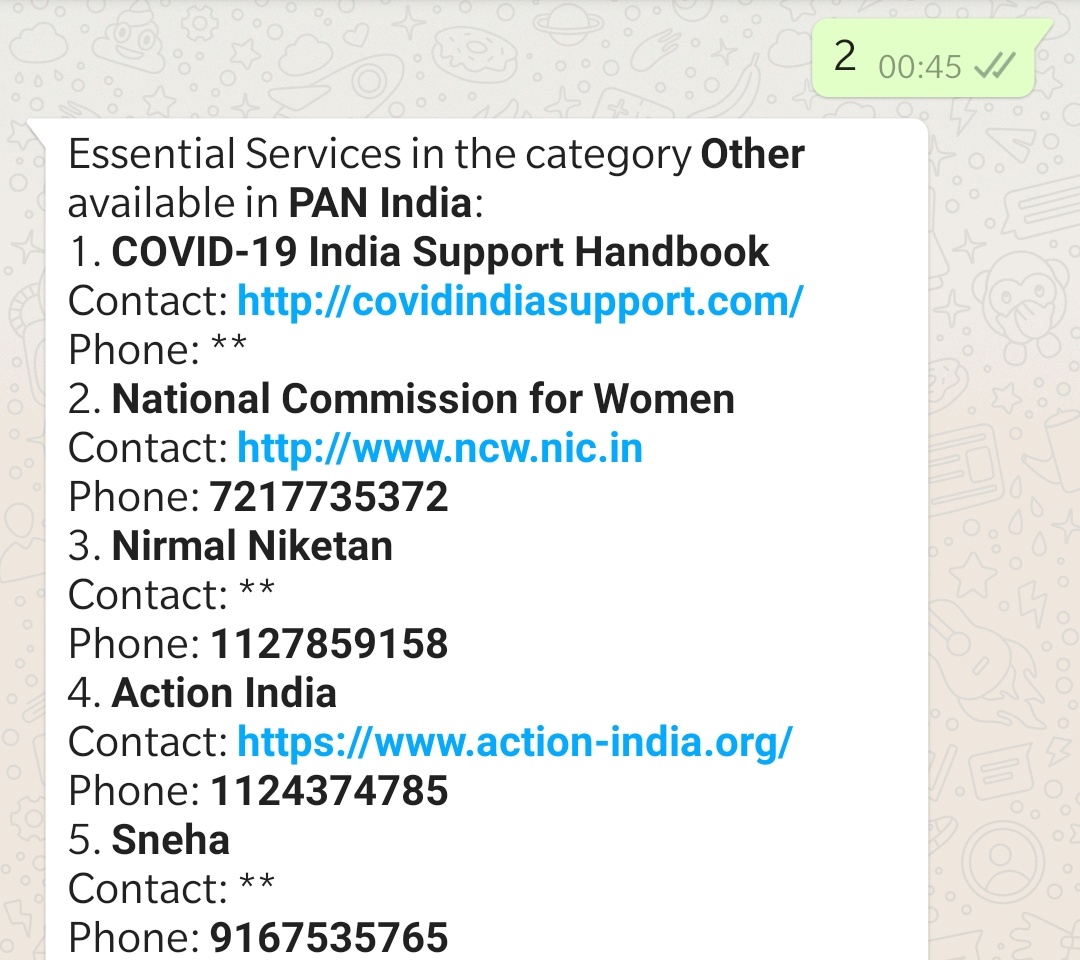 2 00:45
Essential Services in the category Other
available in PAN India:
1. COVID-19 India Support Handbook
Contact: http://covidindiasupport.com/
Phone: **
2. National Commission for Women
Contact: http://www.ncw.nic.in
Phone: 7217735372
3. Nirmal Niketan
Contact: **
Phone: 1127859158
4. Action India
Contact: https://www.action-india.org/
Phone: 1124374785
5. Sneha
Contact: **
Phone: 9167535765